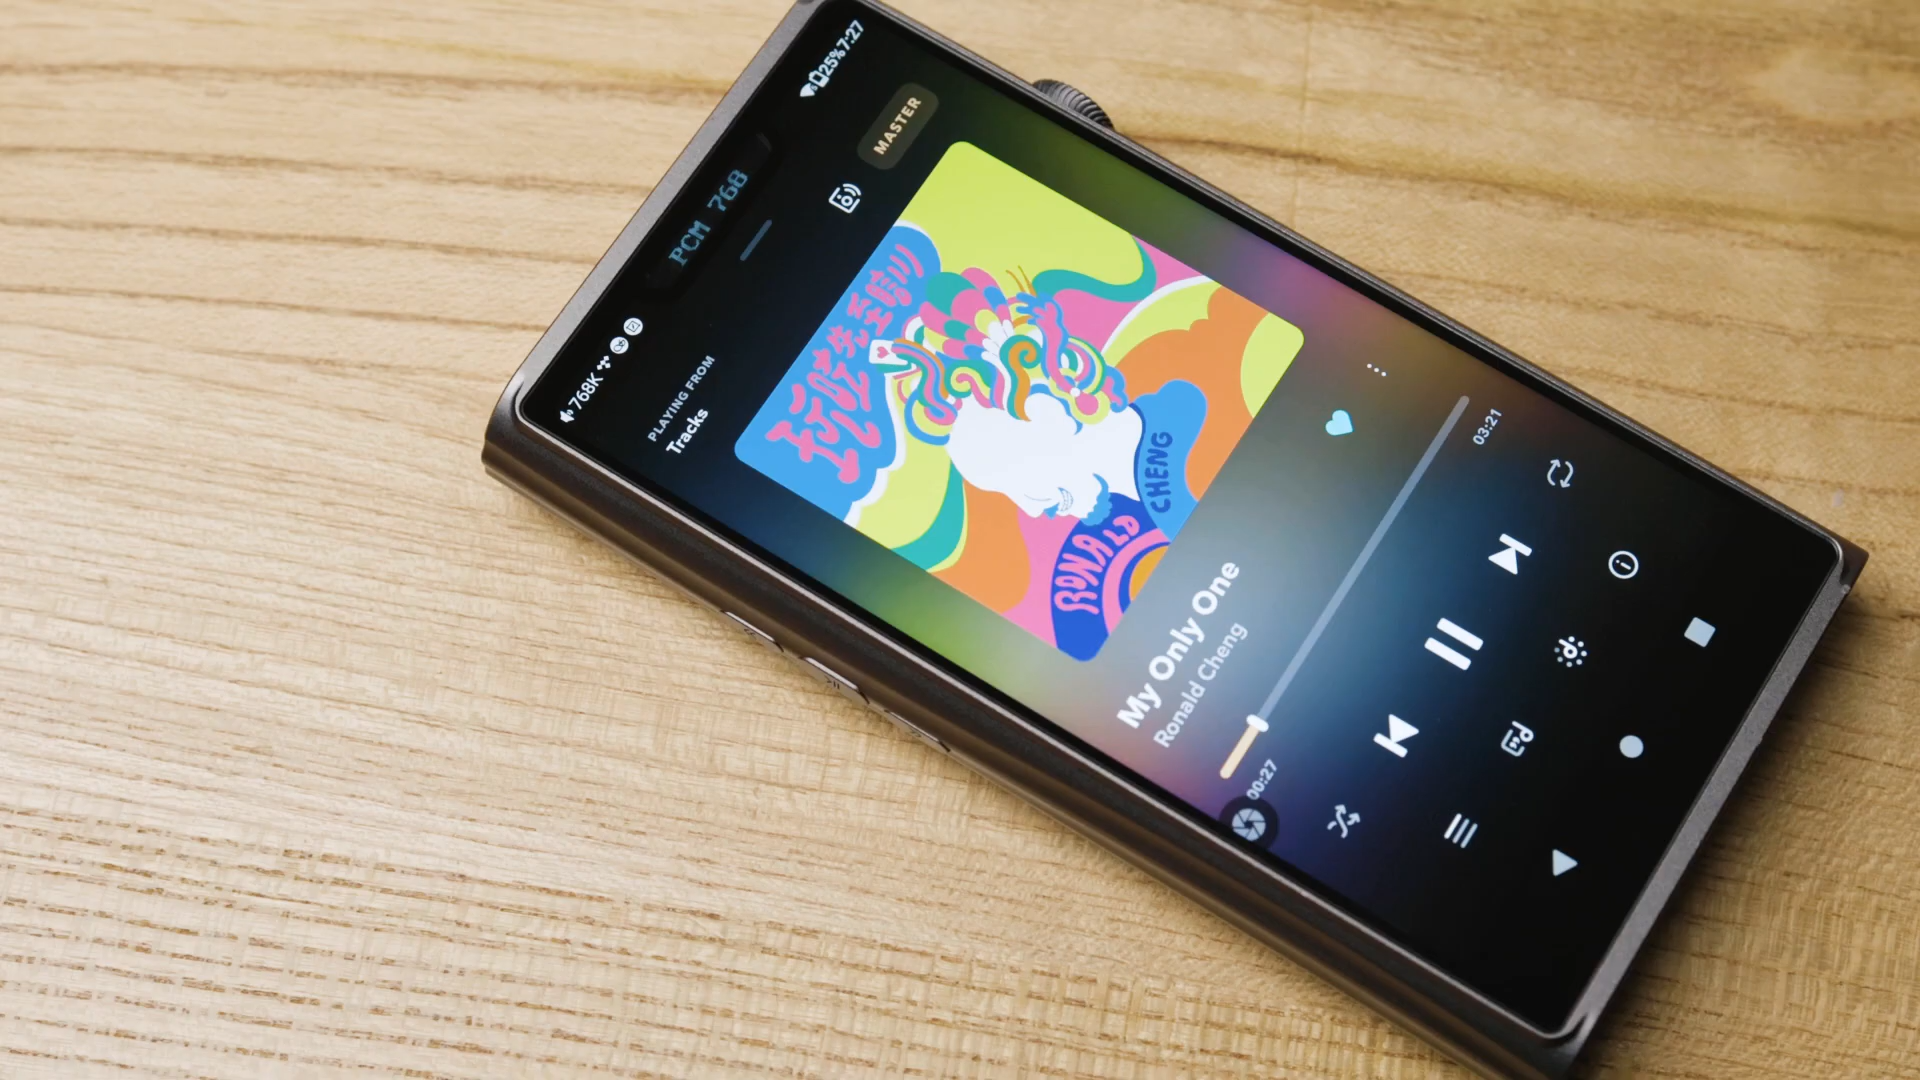 768K
25% 7:27
PCM 768
PLAYING FROM
Tracks
MASTER
RONALD
CHENG
My Only One
Ronald Cheng
00:27
03:21